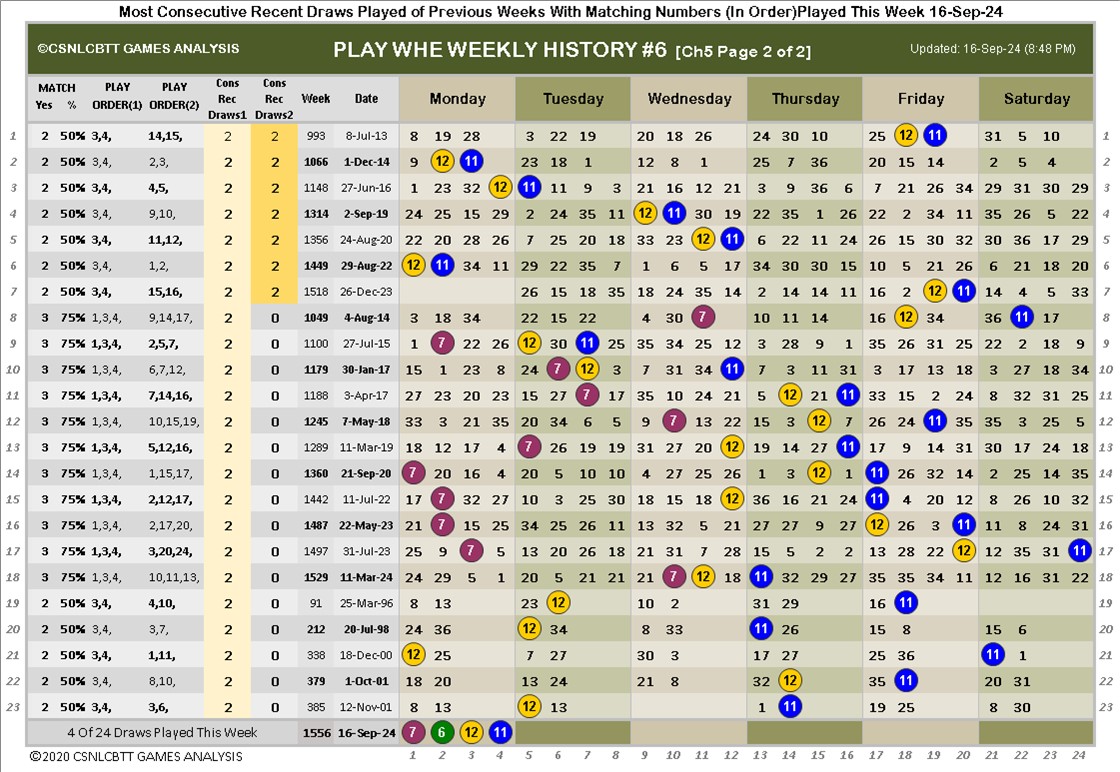 Most Consecutive Recent Draws Played of Previous Weeks With Matching Numbers (In Order)Played This Week 16-Sep-24
©CSNLCBTT GAMES ANALYSIS PLAY WHE WEEKLY HISTORY #6 [Ch5 Page 2 of 2] Updated: 16-Sep-24 (8:48 PM)
MATCH Yes % PLAY ORDER(1) PLAY ORDER(2) Cons Rec Draws1 Cons Rec Draws2 Week Date Monday Tuesday Wednesday Thursday Friday Saturday
1 2 50% 3,4, 14,15, 2 2 993 8-Jul-13 8 19 28 3 22 19 20 18 26 24 30 10 25 12 11 31 5 10 1
2 2 50% 3,4, 2,3, 2 2 1066 1-Dec-14 9 12 11 23 18 1 12 8 1 25 7 36 20 15 14 2 5 4 2
3 2 50% 3,4, 4,5, 2 2 1148 27-Jun-16 1 23 32 12 11 11 9 3 21 16 12 21 3 9 36 6 7 21 26 34 29 31 30 29 3
4 2 50% 3,4, 9,10, 2 2 1314 2-Sep-19 24 25 15 29 2 24 35 11 12 11 30 19 22 35 1 26 22 2 34 11 35 26 5 22 4
5 2 50% 3,4, 11,12, 2 2 1356 24-Aug-20 22 20 28 26 7 25 20 18 33 23 12 11 6 22 11 24 26 15 30 32 30 36 17 29 5
6 2 50% 3,4, 1,2, 2 2 1449 29-Aug-22 12 11 34 11 29 22 35 7 1 6 5 17 34 30 30 15 10 5 21 26 6 21 18 20 6
7 2 50% 3,4, 15,16, 2 2 1518 26-Dec-23 26 15 18 35 18 24 35 14 2 14 14 11 16 2 12 11 14 4 5 33 7
8 3 75% 1,3,4, 9,14,17, 2 0 1049 4-Aug-14 3 18 34 22 15 22 4 30 7 10 11 14 16 12 34 36 11 17 8
9 3 75% 1,3,4, 2,5,7, 2 0 1100 27-Jul-15 1 7 22 26 12 30 11 25 35 34 25 12 3 28 9 1 35 26 31 25 22 2 18 9 9
10 3 75% 1,3,4, 6,7,12, 2 0 1179 30-Jan-17 15 1 23 8 24 7 12 3 7 31 34 11 7 3 11 31 3 17 13 18 3 27 18 34 10
11 3 75% 1,3,4, 7,14,16, 2 0 1188 3-Apr-17 27 23 20 23 15 27 7 17 35 10 24 21 5 12 21 11 33 15 2 24 8 32 31 25 11
12 3 75% 1,3,4, 10,15,19, 2 0 1245 7-May-18 33 3 21 35 20 34 6 5 9 7 13 22 15 3 12 7 26 24 11 35 35 3 25 5 12
13 3 75% 1,3,4, 5,12,16, 2 0 1289 11-Mar-19 18 12 17 4 7 26 19 19 31 27 20 12 19 14 27 11 17 9 14 31 30 17 24 18 13
14 3 75% 1,3,4, 1,15,17, 2 0 1360 21-Sep-20 7 20 16 4 20 5 10 10 4 27 25 26 1 3 12 1 11 26 32 14 2 25 14 35 14
15 3 75% 1,3,4, 2,12,17, 2 0 1442 11-Jul-22 17 7 32 27 10 3 25 30 18 15 18 12 36 16 21 24 11 4 20 12 8 26 10 32 15
16 3 75% 1,3,4, 2,17,20, 2 0 1487 22-May-23 21 7 15 25 34 25 26 11 13 32 5 21 27 27 9 27 12 26 3 11 11 8 24 31 16
17 3 75% 1,3,4, 3,20,24, 2 0 1497 31-Jul-23 25 9 7 5 13 20 26 18 21 31 7 28 15 5 2 2 13 28 22 12 12 35 31 11 17
18 3 75% 1,3,4, 10,11,13, 2 0 1529 11-Mar-24 24 29 5 1 20 5 21 21 21 7 12 18 11 32 29 27 35 35 34 11 12 16 31 22 18
19 2 50% 3,4, 4,10, 2 0 91 25-Mar-96 8 13 23 12 10 2 31 29 16 11 19
20 2 50% 3,4, 3,7, 2 0 212 20-Jul-98 24 36 12 34 8 33 11 26 15 8 15 6 20
21 2 50% 3,4, 1,11, 2 0 338 18-Dec-00 12 25 7 27 30 3 17 27 25 36 11 1 21
22 2 50% 3,4, 8,10, 2 0 379 1-Oct-01 18 20 13 24 21 8 32 12 35 11 20 31 22
23 2 50% 3,4, 3,6, 2 0 385 12-Nov-01 8 13 12 13 1 11 19 25 8 30 23
4 Of 24 Draws Played This Week 1556 16-Sep-24 7 6 12 11
©2020 CSNLCBTT GAMES ANALYSIS 1 2 3 4 5 6 7 8 9 10 11 12 13 14 15 16 17 18 19 20 21 22 23 24